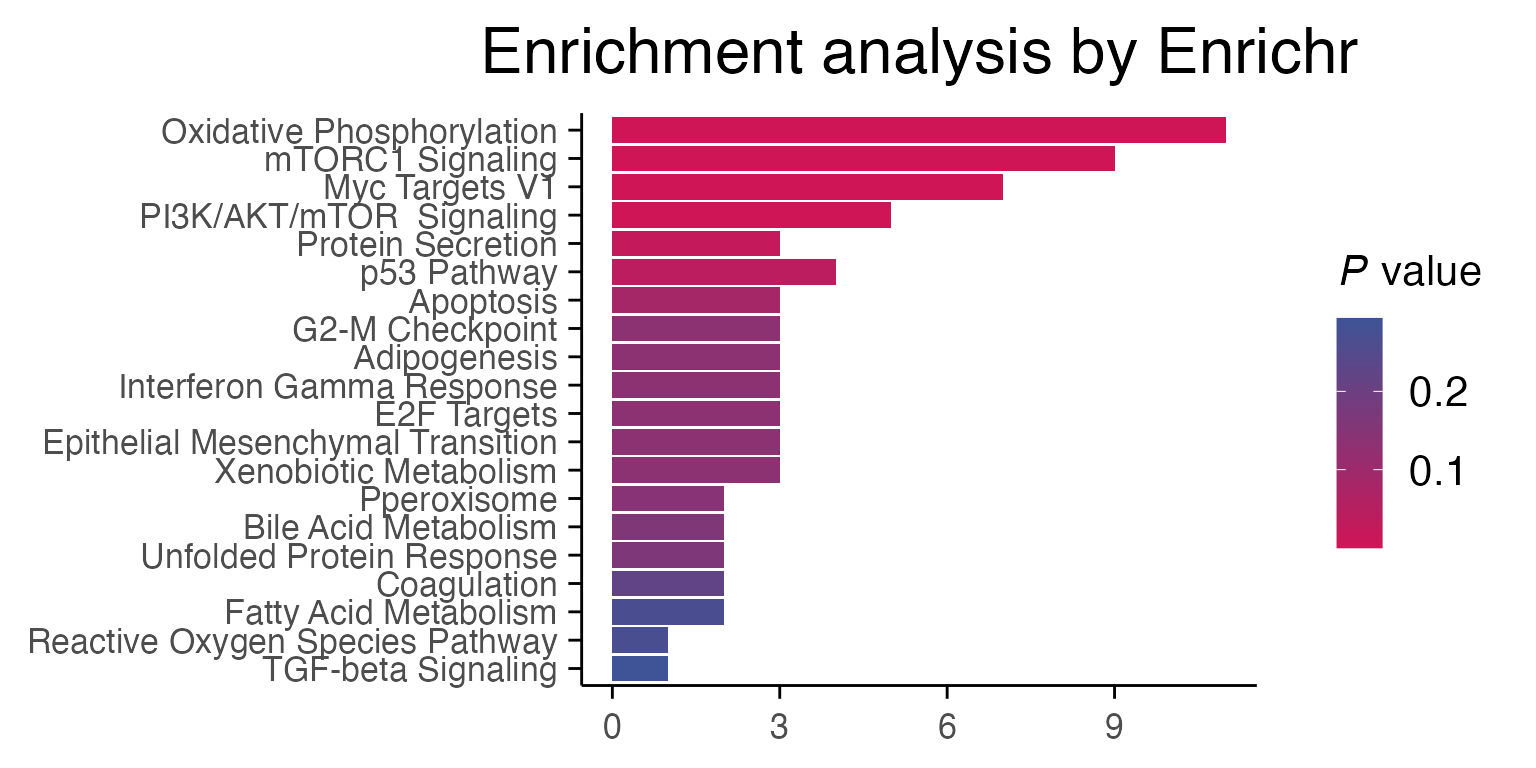 Enrichment analysis by Enrichr
Oxidative Phosphorylation
mTORC1 Signaling
Myc Targets V1
PI3K/AKT/mTOR  Signaling
Protein Secretion
p53 Pathway
Apoptosis
G2-M Checkpoint
Adipogenesis
Interferon Gamma Response
E2F Targets
Epithelial Mesenchymal Transition
Xenobiotic Metabolism
Pperoxisome
Bile Acid Metabolism
Unfolded Protein Response
Coagulation
Fatty Acid Metabolism
Reactive Oxygen Species Pathway
TGF-beta Signaling
0 3 6 9
P value
0.2
0.1